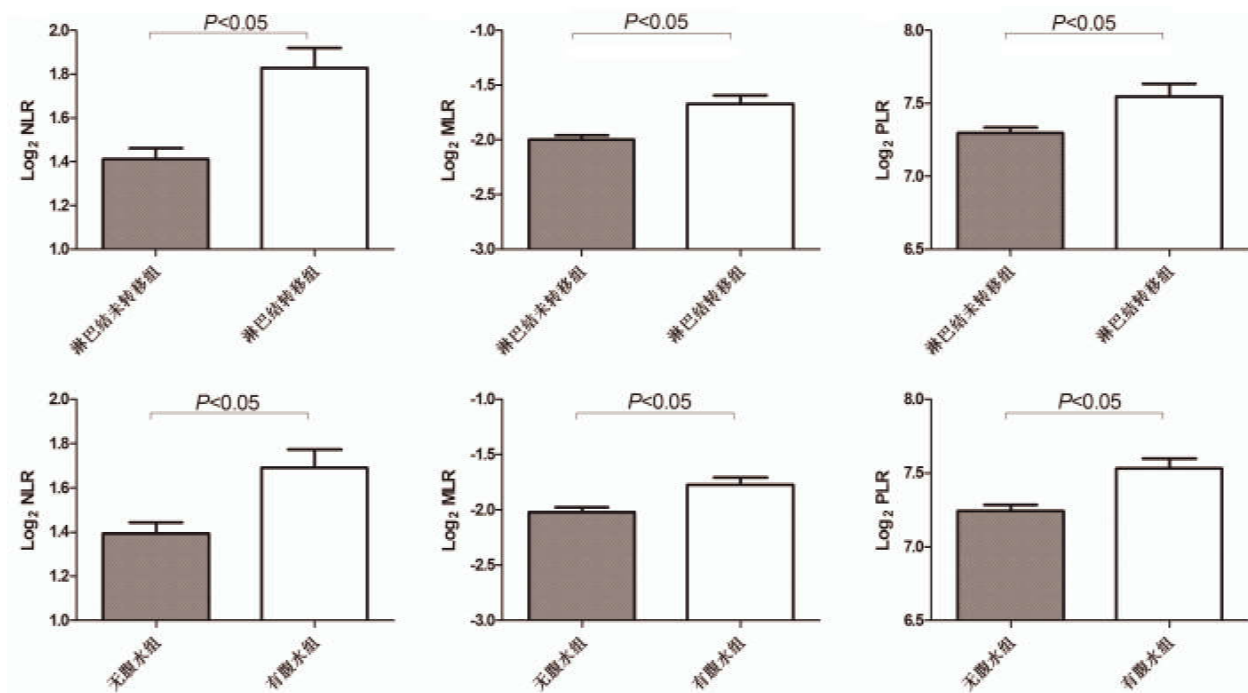 P<0.05
Log₂ NLR
2.0
1.8
1.6
1.4
1.2
1.0
淋巴结未转移组
淋巴结转移组
P<0.05
Log₂ MLR
-1.0
-1.5
-2.0
-2.5
-3.0
淋巴结未转移组
淋巴结转移组
P<0.05
Log₂ PLR
8.0
7.5
7.0
6.5
淋巴结未转移组
淋巴结转移组
P<0.05
Log₂ NLR
2.0
1.8
1.6
1.4
1.2
1.0
无腹水组
有腹水组
P<0.05
Log₂ MLR
-1.0
-1.5
-2.0
-2.5
-3.0
无腹水组
有腹水组
P<0.05
Log₂ PLR
8.0
7.5
7.0
6.5
无腹水组
有腹水组